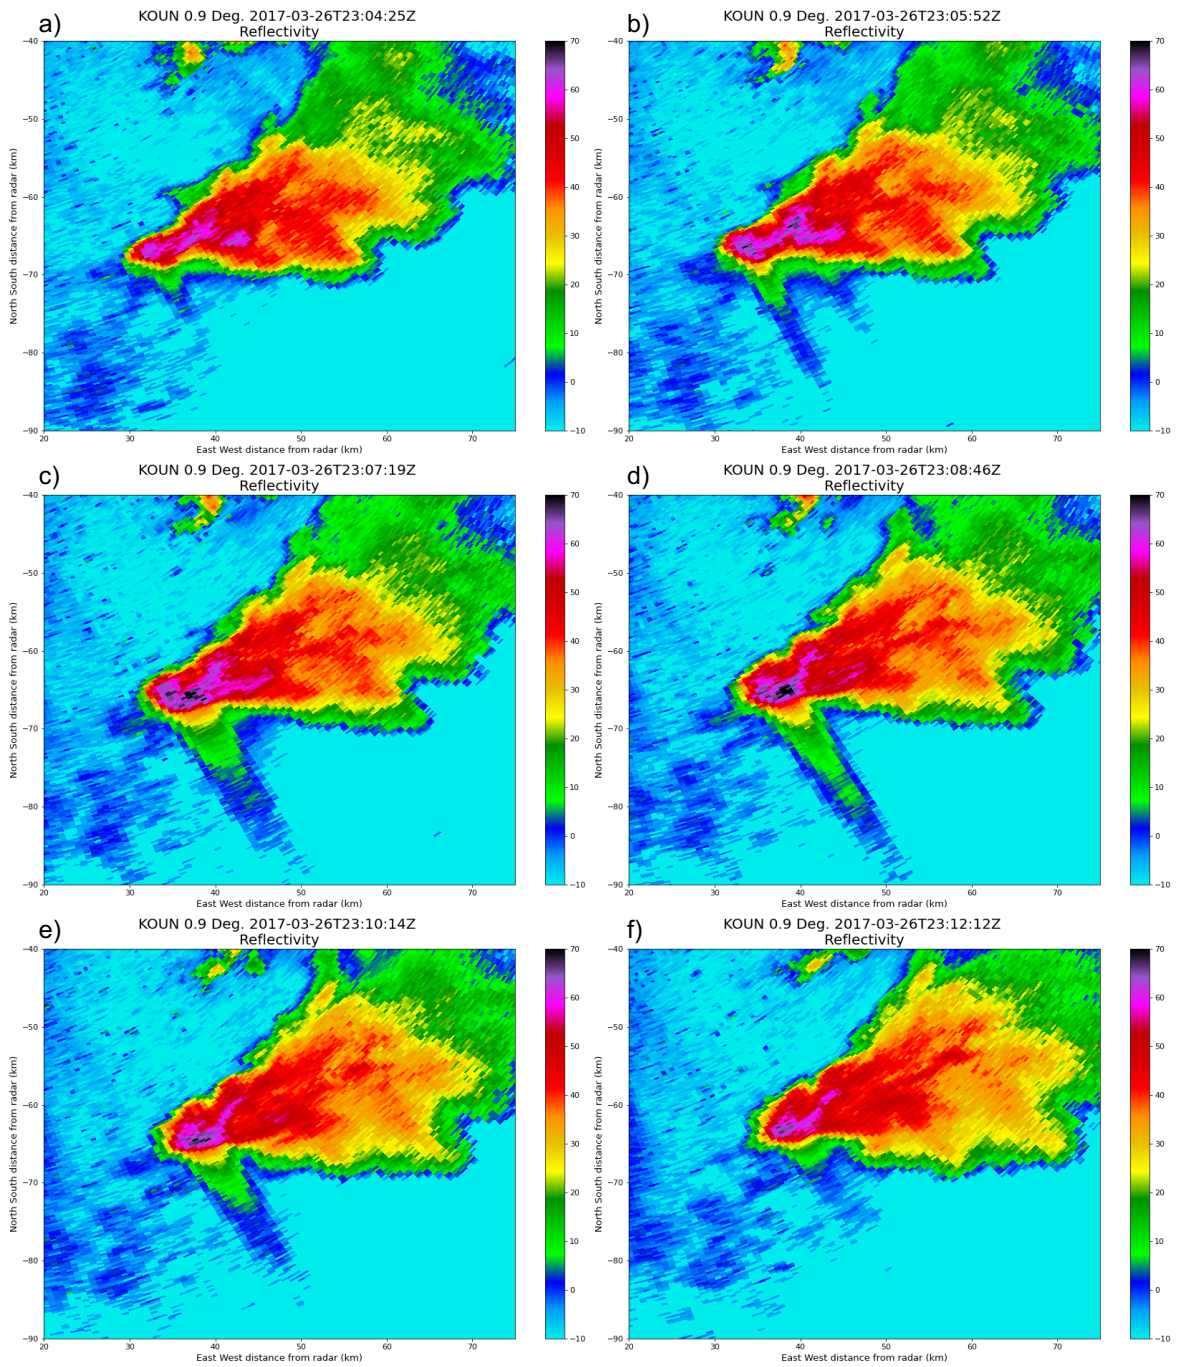 a)
KOUN 0.9 Deg. 2017-03-26T23:04:25Z
Reflectivity
North South distance from radar (km)
−40
−50
−60
−70
−80
−90
20 30 40 50 60 70
East West distance from radar (km)
70
60
50
40
30
20
10
0
−10
b)
KOUN 0.9 Deg. 2017-03-26T23:05:52Z
Reflectivity
North South distance from radar (km)
−40
−50
−60
−70
−80
−90
20 30 40 50 60 70
East West distance from radar (km)
70
60
50
40
30
20
10
0
−10
c)
KOUN 0.9 Deg. 2017-03-26T23:07:19Z
Reflectivity
North South distance from radar (km)
−40
−50
−60
−70
−80
−90
20 30 40 50 60 70
East West distance from radar (km)
70
60
50
40
30
20
10
0
−10
d)
KOUN 0.9 Deg. 2017-03-26T23:08:46Z
Reflectivity
North South distance from radar (km)
−40
−50
−60
−70
−80
−90
20 30 40 50 60 70
East West distance from radar (km)
70
60
50
40
30
20
10
0
−10
e)
KOUN 0.9 Deg. 2017-03-26T23:10:14Z
Reflectivity
North South distance from radar (km)
−40
−50
−60
−70
−80
−90
20 30 40 50 60 70
East West distance from radar (km)
70
60
50
40
30
20
10
0
−10
f)
KOUN 0.9 Deg. 2017-03-26T23:12:12Z
Reflectivity
North South distance from radar (km)
−40
−50
−60
−70
−80
−90
20 30 40 50 60 70
East West distance from radar (km)
70
60
50
40
30
20
10
0
−10